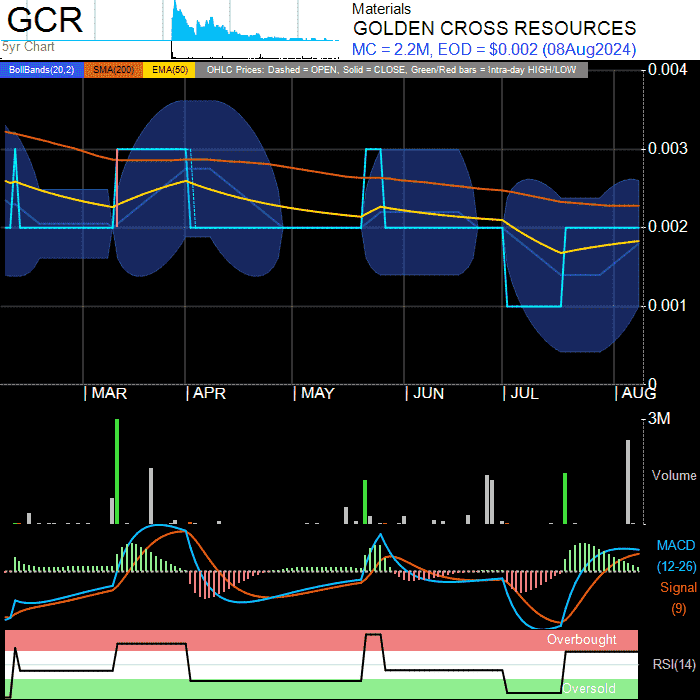 GCR
5yr Chart
Materials
GOLDEN CROSS RESOURCES
MC = 2.2M, EOD = $0.002 (08Aug2024)
BollBands(20,2) SMA(200) EMA(50) OHLC Prices: Dashed = OPEN, Solid = CLOSE, Green/Red bars = Intra-day HIGH/LOW
0.004
0.003
0.002
0.001
0
| MAR | APR | MAY | JUN | JUL | AUG
3M
Volume
MACD
(12-26)
Signal
(9)
Overbought
RSI(14)
Oversold